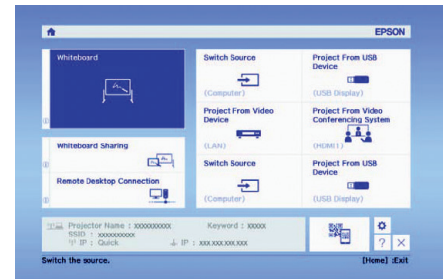 EPSON
Whiteboard
Switch Source
(Computer)
Project From USB
Device
(USB Display)
Project From Video
Device
(LAN)
Project From Video
Conferencing System
(HDMI1)
Whiteboard Sharing
Remote Desktop Connection
Switch Source
(Computer)
Project From USB
Device
(USB Display)
Projector Name : xxxxxxxxxx
Keyword : xxxxx
SSID : xxxxxxxxxx
IP : Quick
IP : xxx.xxx.xxx.xxx
?
Switch the source.
[Home] :Exit